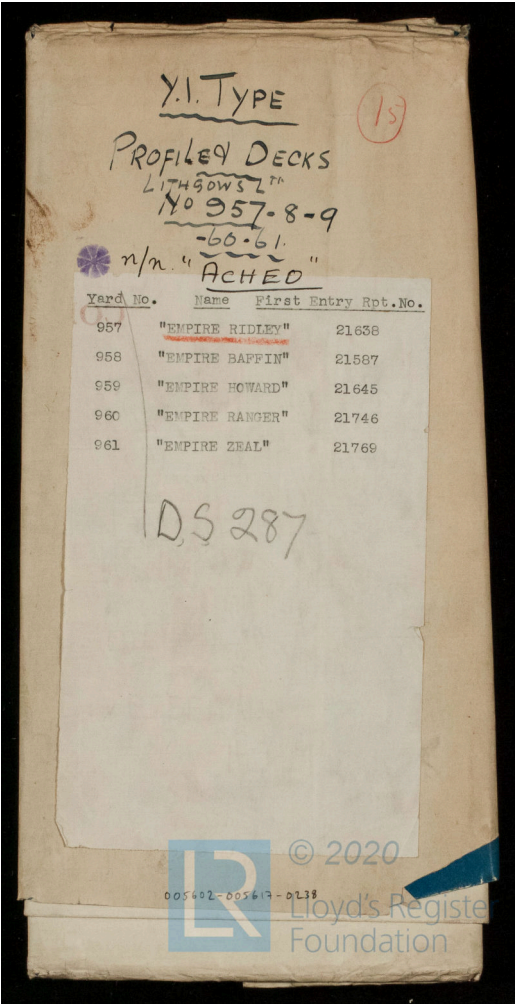 Y.1. TYPE
15
PROFILE & DECKS
LITHGOWS LTD
No 957-8-9
-60-61.
n/n. "ACHEO"
Yard No. Name First Entry Rpt.No.
957 "EMPIRE RIDLEY" 21638
958 "EMPIRE BAFFIN" 21587
959 "EMPIRE HOWARD" 21645
960 "EMPIRE RANGER" 21746
961 "EMPIRE ZEAL" 21769
D,S 287
© 2020
LR
Lloyd's Register
Foundation
005602-005617-0238